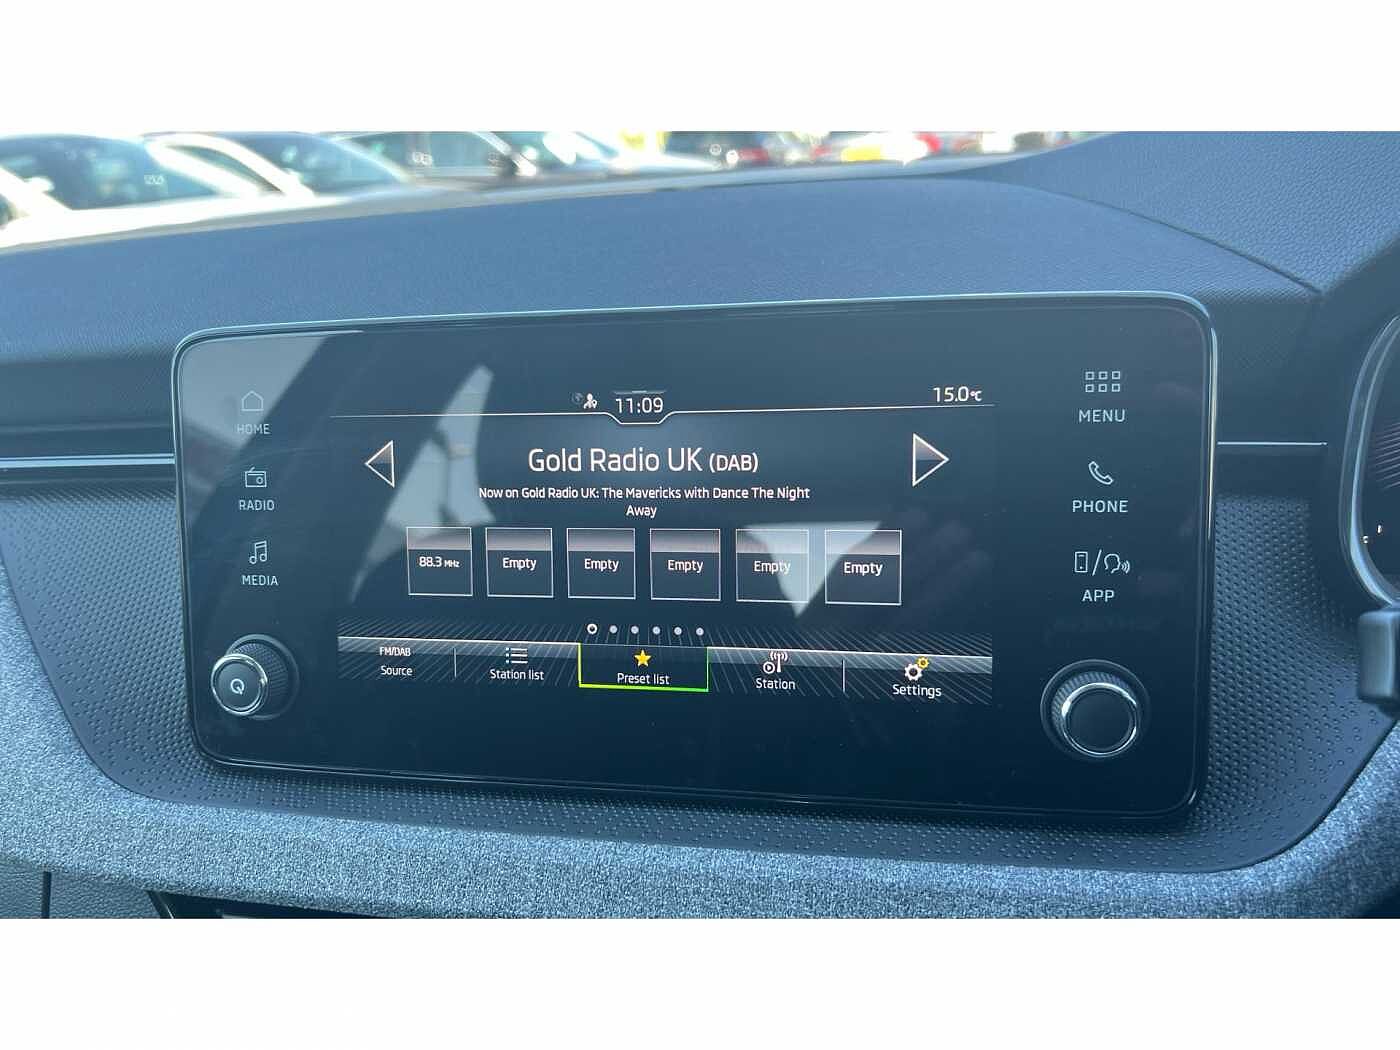 11:09
15.0°C
HOME
RADIO
MEDIA
Gold Radio UK (DAB)
Now on Gold Radio UK: The Mavericks with Dance The Night
Away
88.3 MHz
Empty
Empty
Empty
Empty
Empty
FM/DAB
Source
Station list
Preset list
Station
Settings
MENU
PHONE
APP